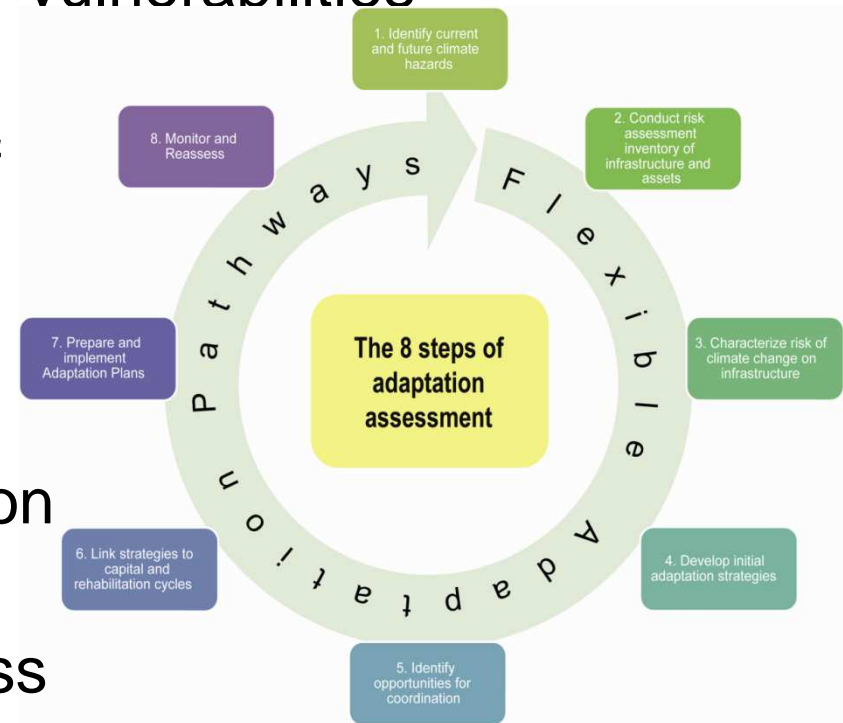 1. Identify current
and future climate
hazards
2. Conduct risk
assessment
inventory of
infrastructure and
assets
3. Characterize risk of
climate change on
infrastructure
4. Develop initial
adaptation strategies
5. Identify
opportunities for
coordination
6. Link strategies to
capital and
rehabilitation cycles
7. Prepare and
implement
Adaptation Plans
8. Monitor and
Reassess
Flexible Adaptation Pathways
The 8 steps of
adaptation
assessment